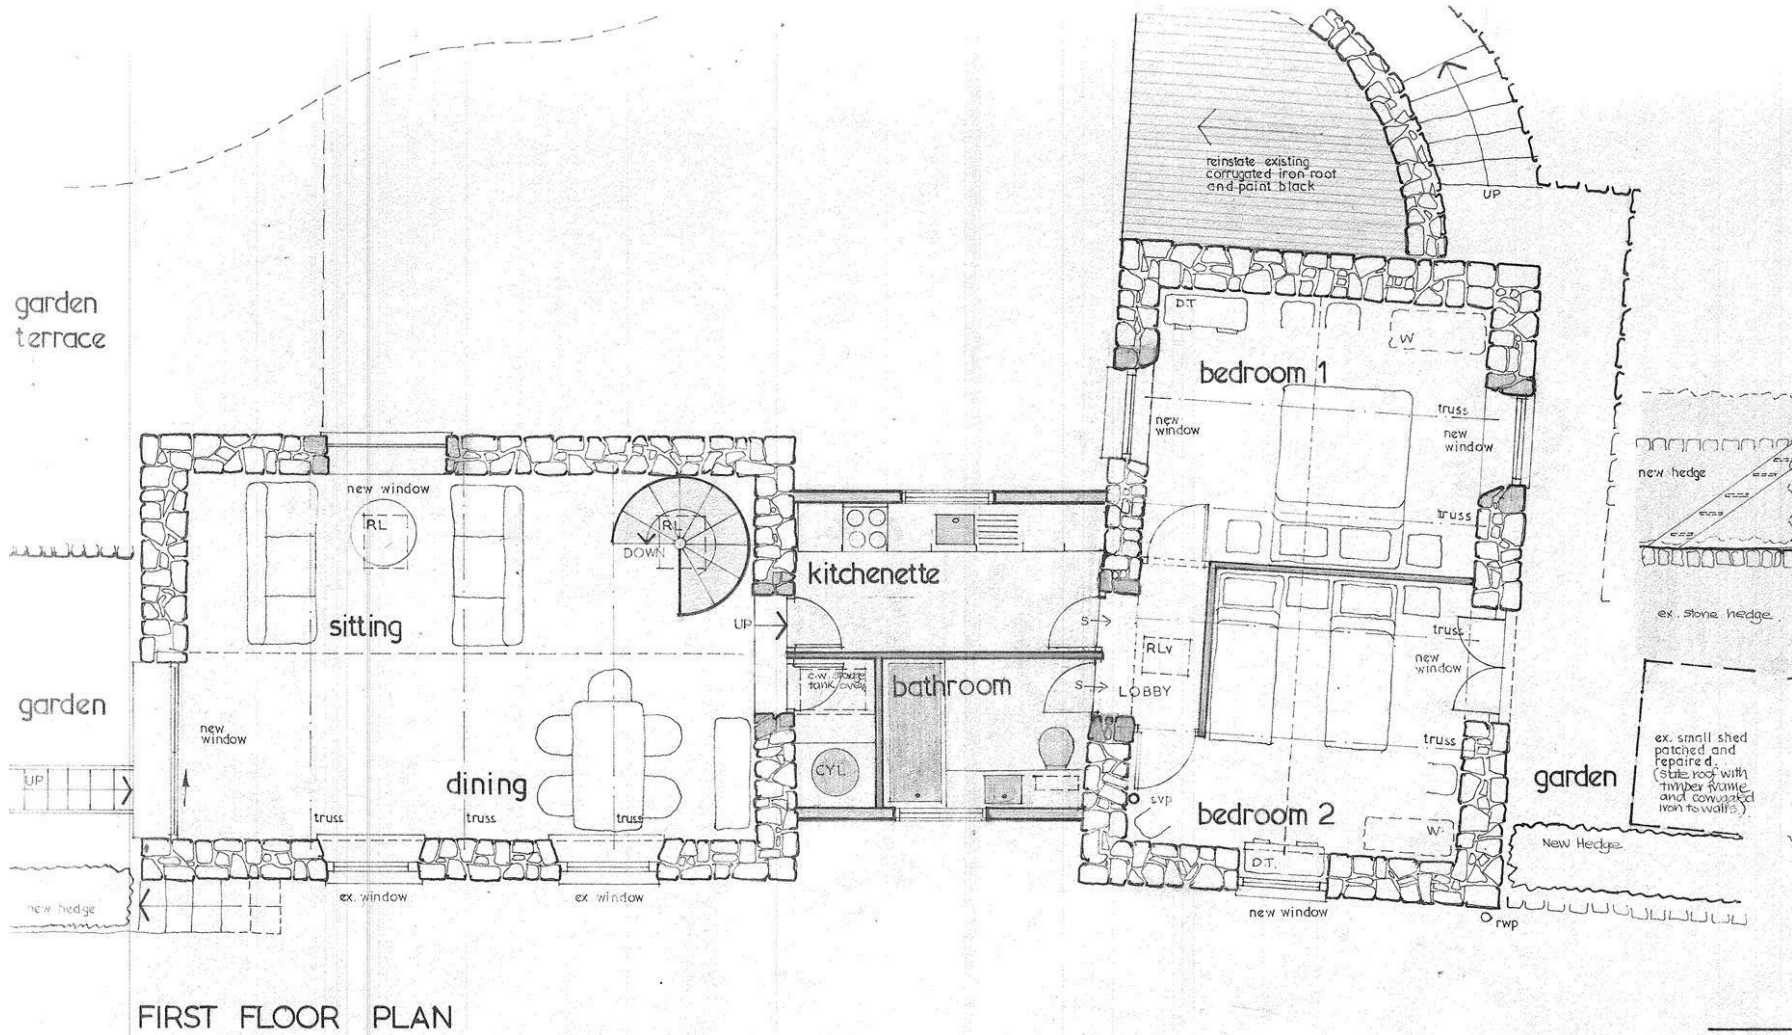 reinstate existing
corrugated iron roof
and paint black
UP
garden
terrace
D.T
W
bedroom 1
truss
new
window
new
window
new hedge
new window
RL
RL
DOWN
truss
kitchenette
sitting
UP
S
truss
ex. stone hedge
RLv
new
window
c.w. storage
tank over
bathroom
S
LOBBY
garden
new
window
truss
ex. small shed
patched and
repaired.
(slate roof with
timber frame
and corrugated
iron to walls.)
UP
dining
CYL
garden
svp
truss
truss
truss
bedroom 2
W
New Hedge
D.T.
ex. window
ex window
new hedge
new window
rwp
FIRST FLOOR PLAN